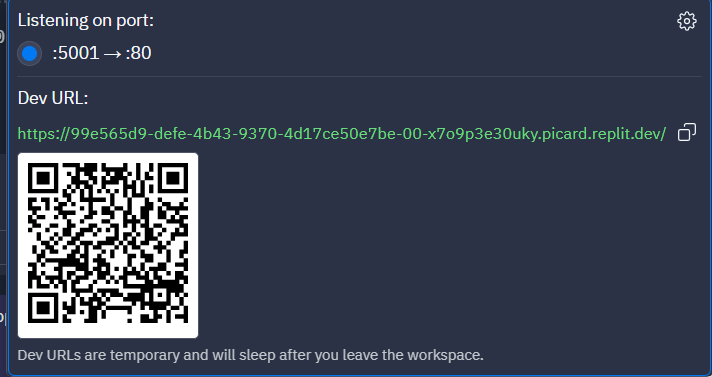 Listening on port:
:5001 → :80
Dev URL:
https://99e565d9-defe-4b43-9370-4d17ce50e7be-00-x7o9p3e30uky.picard.replit.dev/
Dev URLs are temporary and will sleep after you leave the workspace.